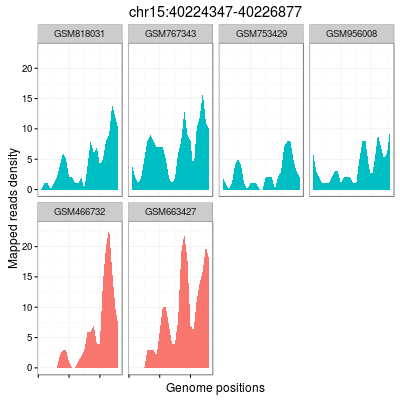 chr15:40224347-40226877
GSM818031 GSM767343 GSM753429 GSM956008
20
15
10
5
0
GSM466732 GSM663427
20
15
10
5
0
Mapped reads density
Genome positions